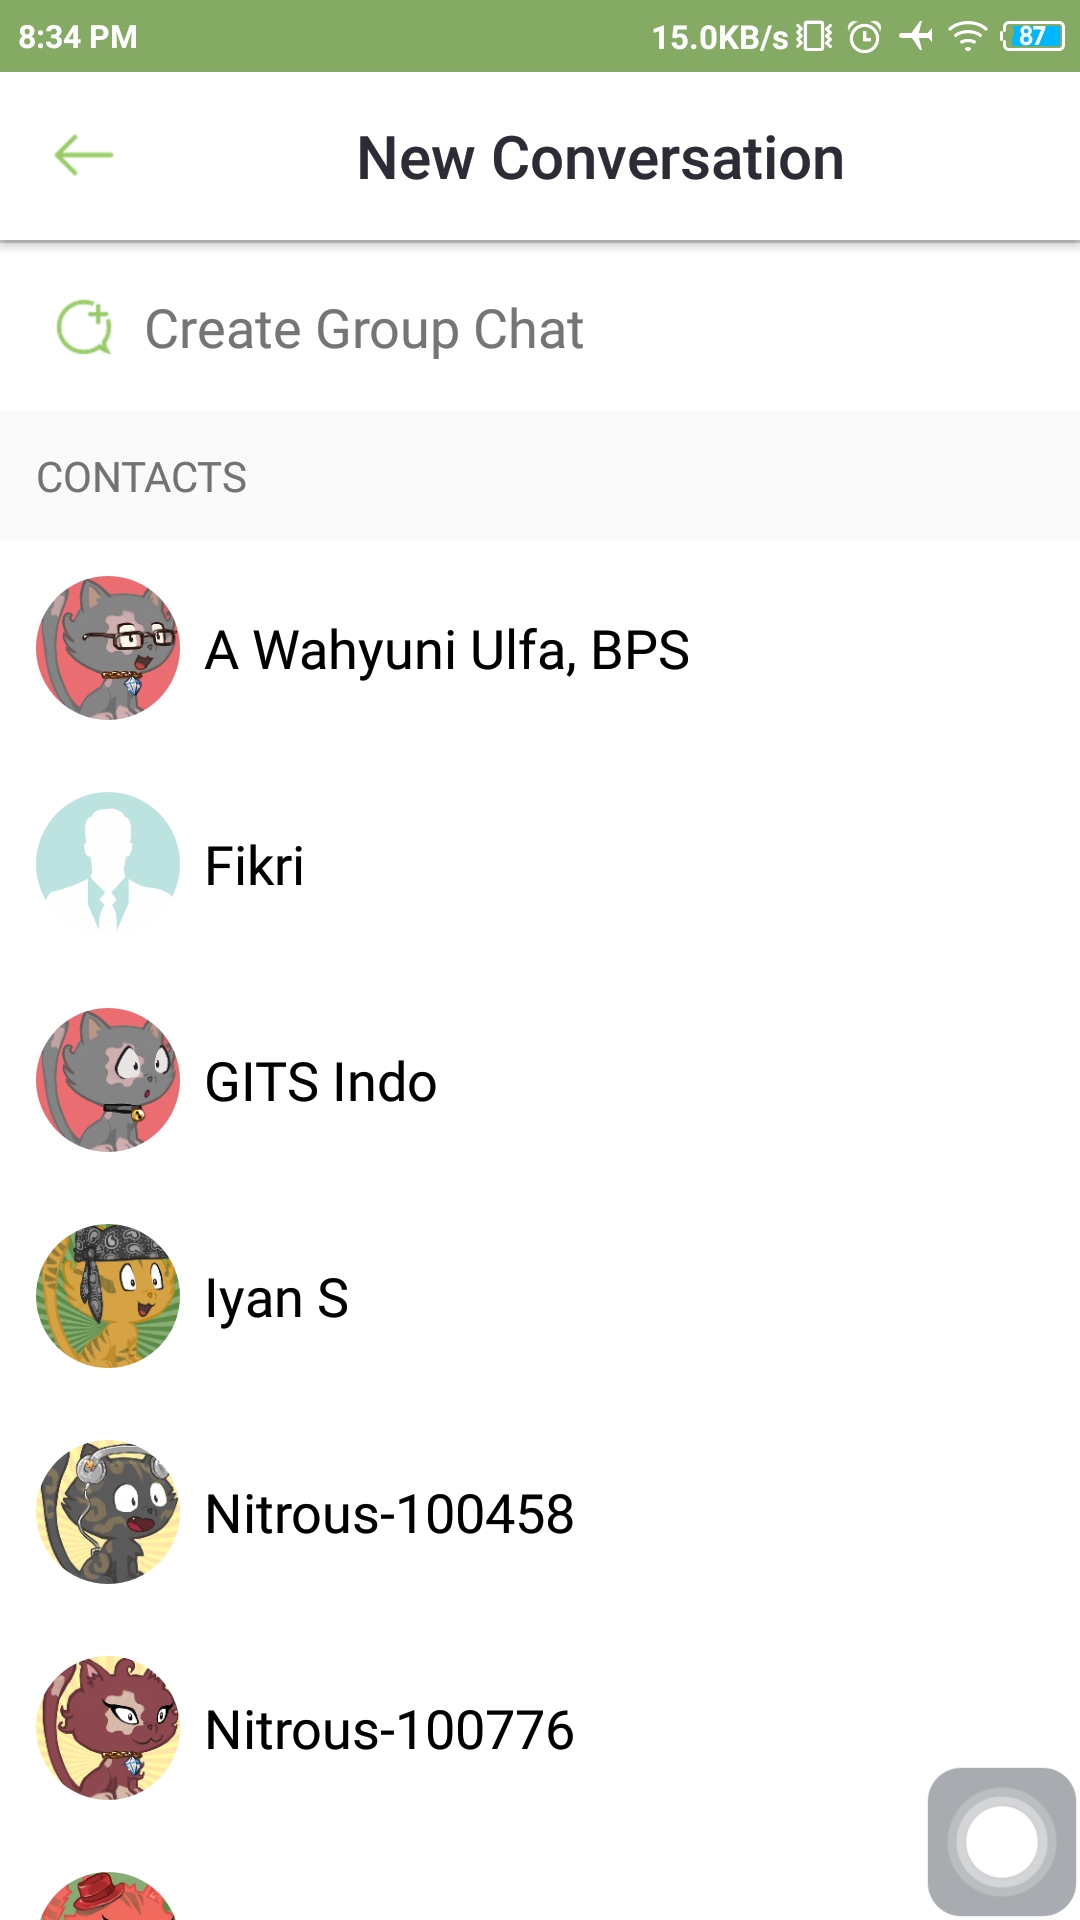 8:34 PM 15.0KB/s 87
New Conversation
Create Group Chat
CONTACTS
A Wahyuni Ulfa, BPS
Fikri
GITS Indo
Iyan S
Nitrous-100458
Nitrous-100776